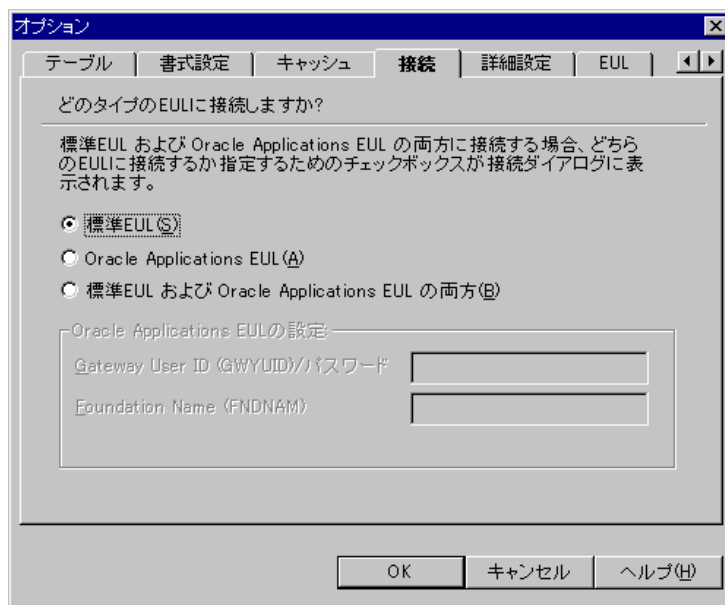 オプション
テーブル 書式設定 キャッシュ 接続 詳細設定 EUL
どのタイプのEULに接続しますか?
標準EUL および Oracle Applications EUL の両方に接続する場合、どちら
のEULに接続するか指定するためのチェックボックスが接続ダイアログに表
示されます。
標準EUL(S)
Oracle Applications EUL(A)
標準EUL および Oracle Applications EUL の両方(B)
Oracle Applications EULの設定:
Gateway User ID (GWYUID)/パスワード
Foundation Name (FNDNAM)
OK キャンセル ヘルプ(H)